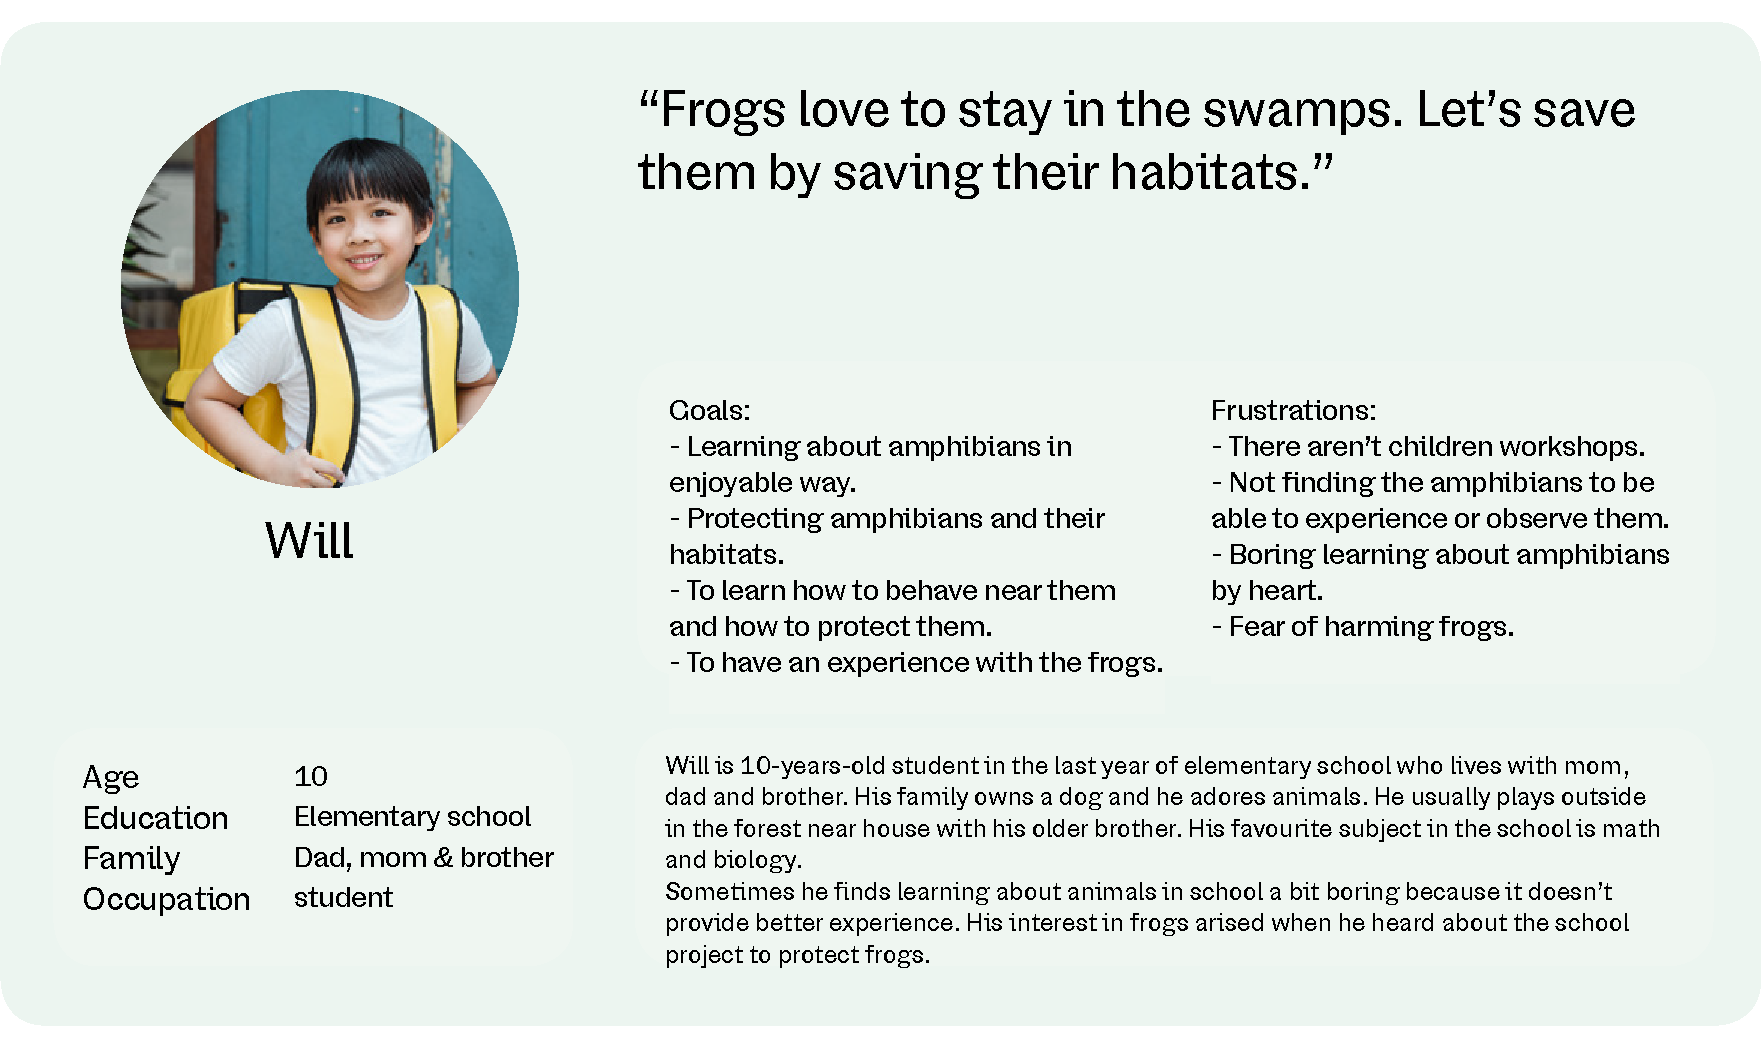 “Frogs love to stay in the swamps. Let’s save
them by saving their habitats.”
Will
Goals:
- Learning about amphibians in
enjoyable way.
- Protecting amphibians and their
habitats.
- To learn how to behave near them
and how to protect them.
- To have an experience with the frogs.
Frustrations:
- There aren’t children workshops.
- Not finding the amphibians to be
able to experience or observe them.
- Boring learning about amphibians
by heart.
- Fear of harming frogs.
Age 10
Education Elementary school
Family Dad, mom & brother
Occupation student
Will is 10-years-old student in the last year of elementary school who lives with mom,
dad and brother. His family owns a dog and he adores animals. He usually plays outside
in the forest near house with his older brother. His favourite subject in the school is math
and biology.
Sometimes he finds learning about animals in school a bit boring because it doesn’t
provide better experience. His interest in frogs arised when he heard about the school
project to protect frogs.